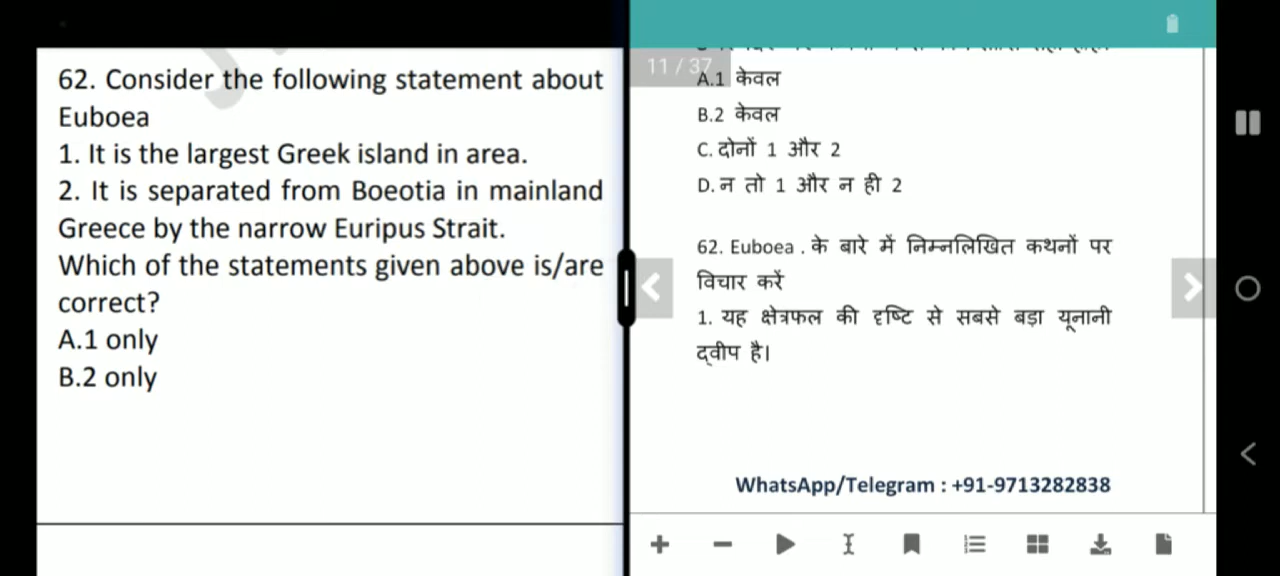 62. Consider the following statement about
Euboea
1. It is the largest Greek island in area.
2. It is separated from Boeotia in mainland
Greece by the narrow Euripus Strait.
Which of the statements given above is/are
correct?
A.1 only
B.2 only
11 / 37
A.1 केवल
B.2 केवल
C. दोनों 1 और 2
D. न तो 1 और न ही 2
62. Euboea . के बारे में निम्नलिखित कथनों पर
विचार करें
1. यह क्षेत्रफल की दृष्टि से सबसे बड़ा यूनानी
द्वीप है।
WhatsApp/Telegram : +91-9713282838